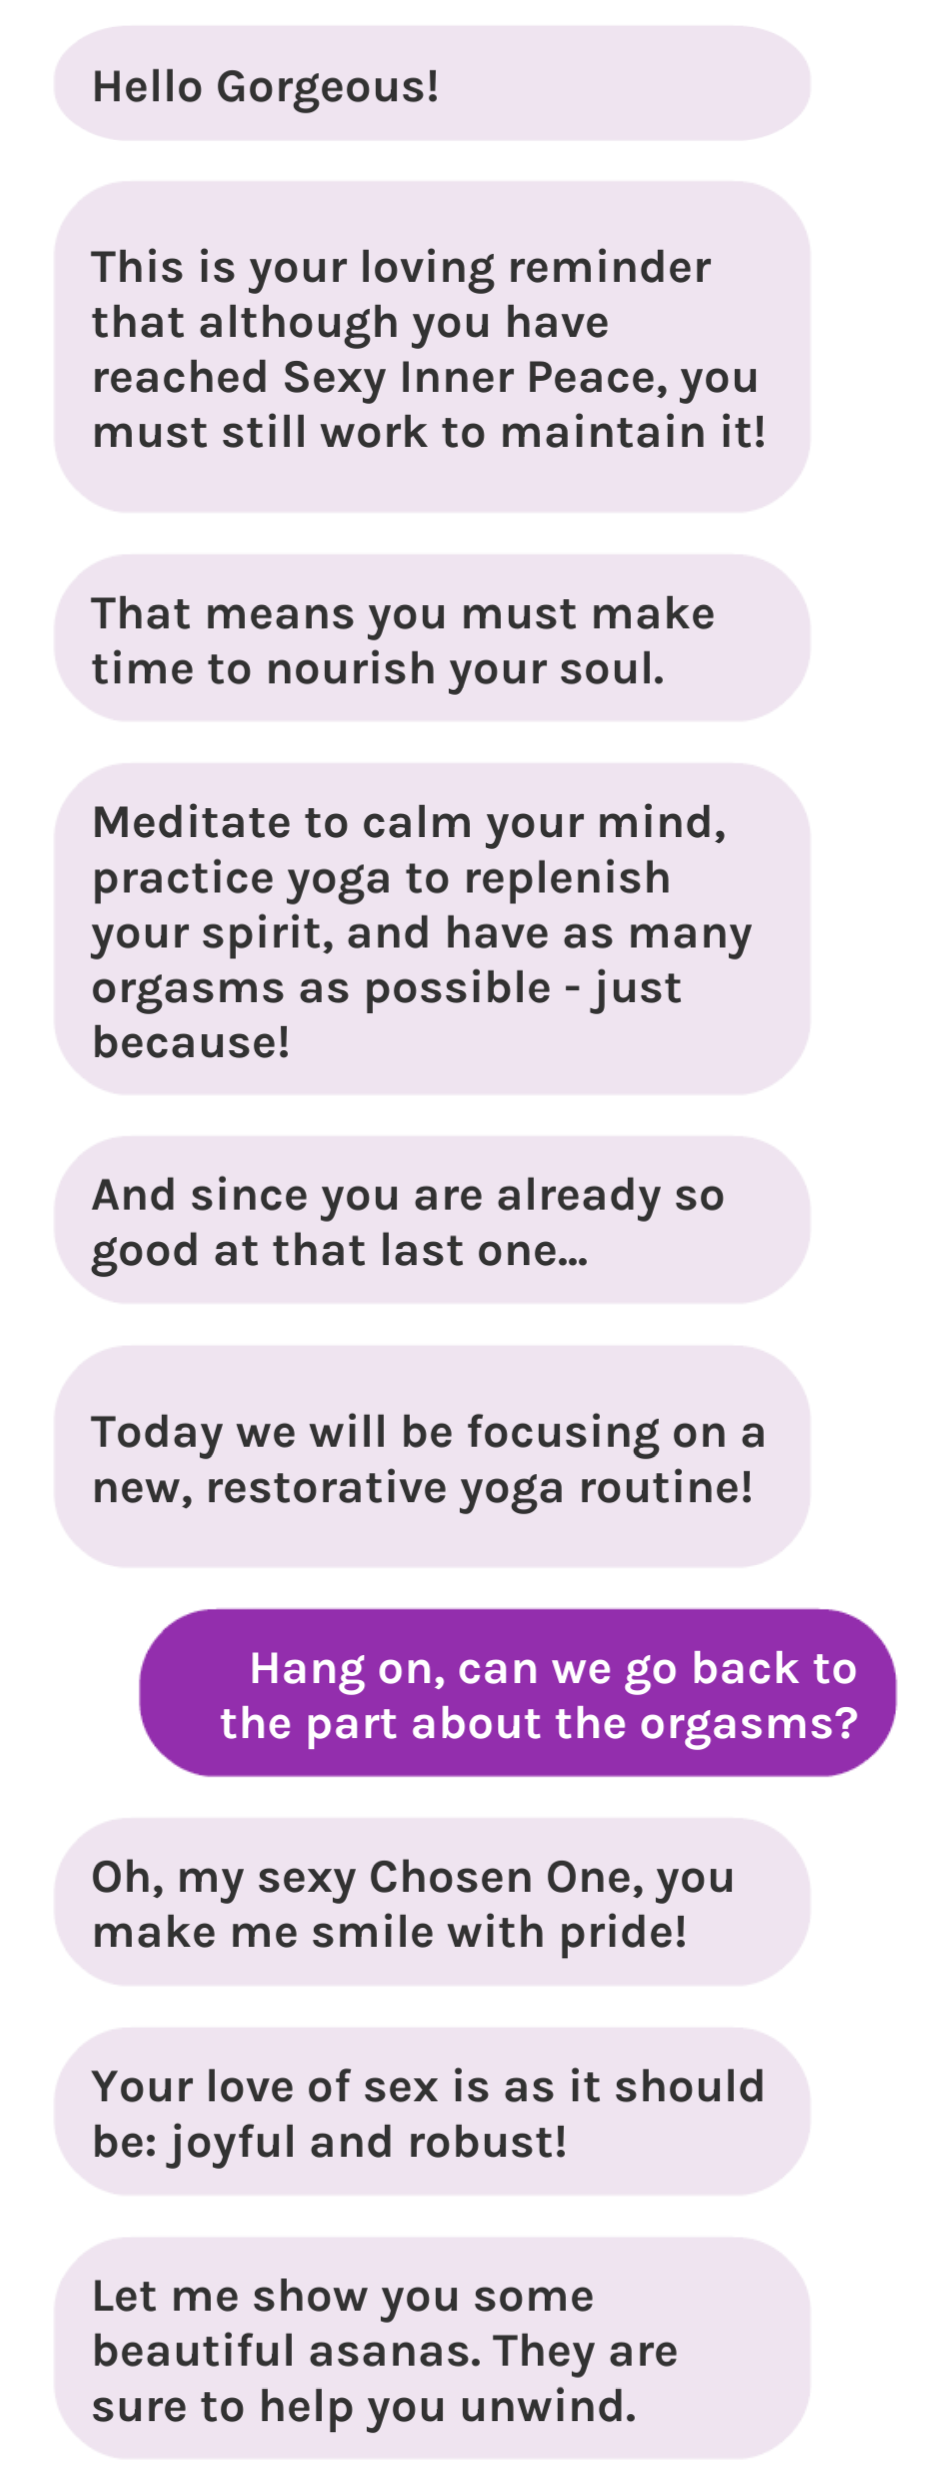 Hello Gorgeous!
This is your loving reminder
that although you have
reached Sexy Inner Peace, you
must still work to maintain it!
That means you must make
time to nourish your soul.
Meditate to calm your mind,
practice yoga to replenish
your spirit, and have as many
orgasms as possible - just
because!
And since you are already so
good at that last one...
Today we will be focusing on a
new, restorative yoga routine!
Hang on, can we go back to
the part about the orgasms?
Oh, my sexy Chosen One, you
make me smile with pride!
Your love of sex is as it should
be: joyful and robust!
Let me show you some
beautiful asanas. They are
sure to help you unwind.